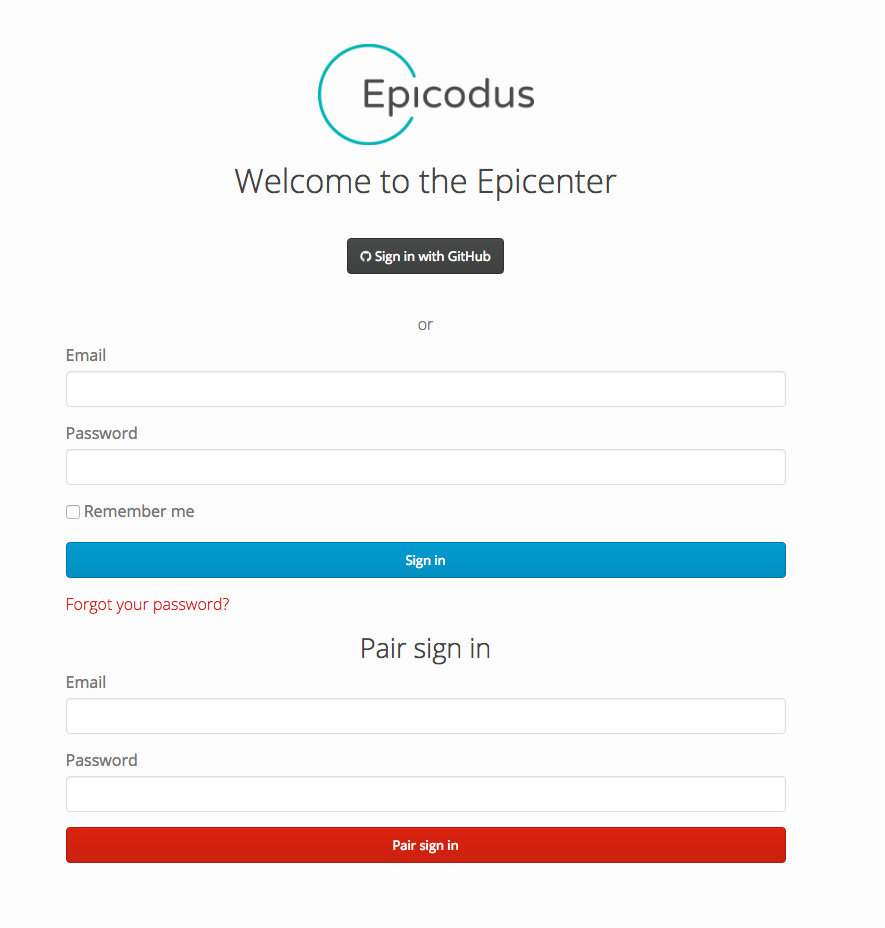 Epicodus
Welcome to the Epicenter
Sign in with GitHub
or
Email
Password
Remember me
Sign in
Forgot your password?
Pair sign in
Email
Password
Pair sign in